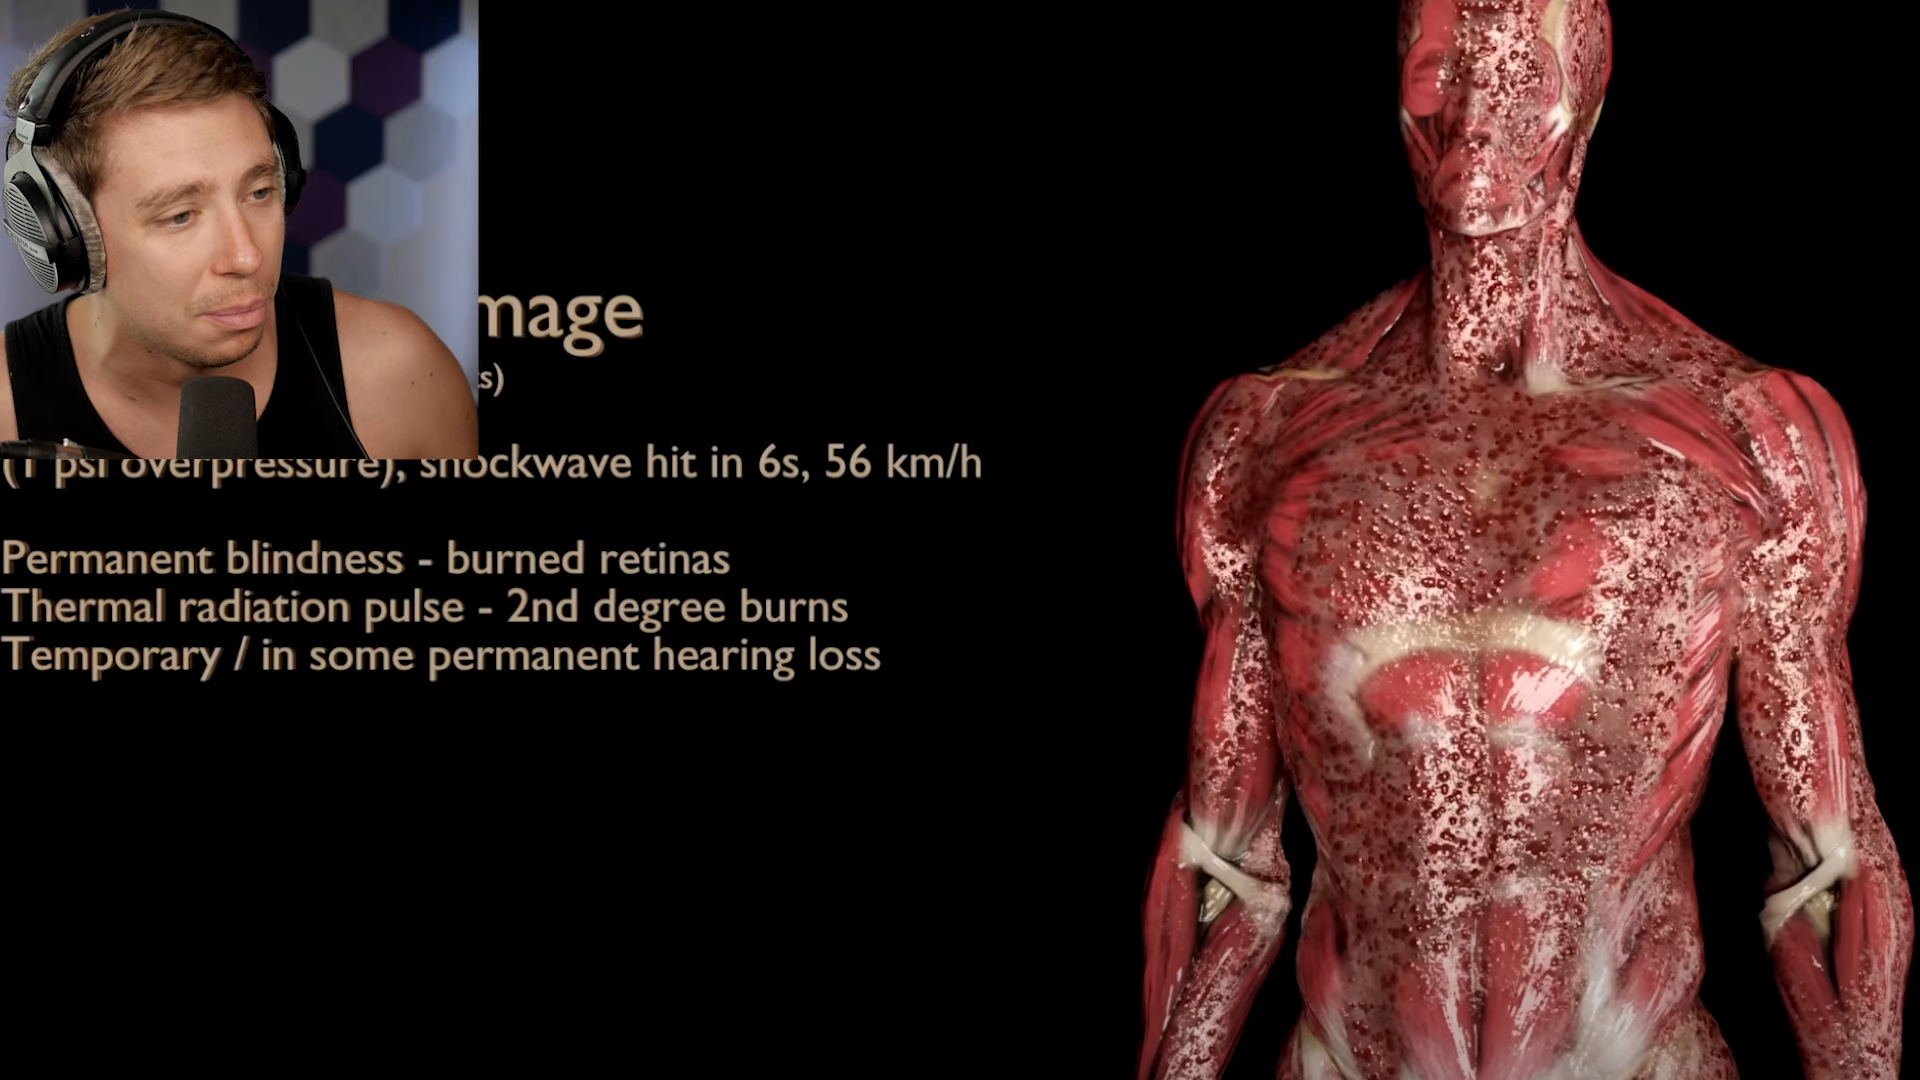 mage
s)
(1 psi overpressure), shockwave hit in 6s, 56 km/h
Permanent blindness - burned retinas
Thermal radiation pulse - 2nd degree burns
Temporary / in some permanent hearing loss